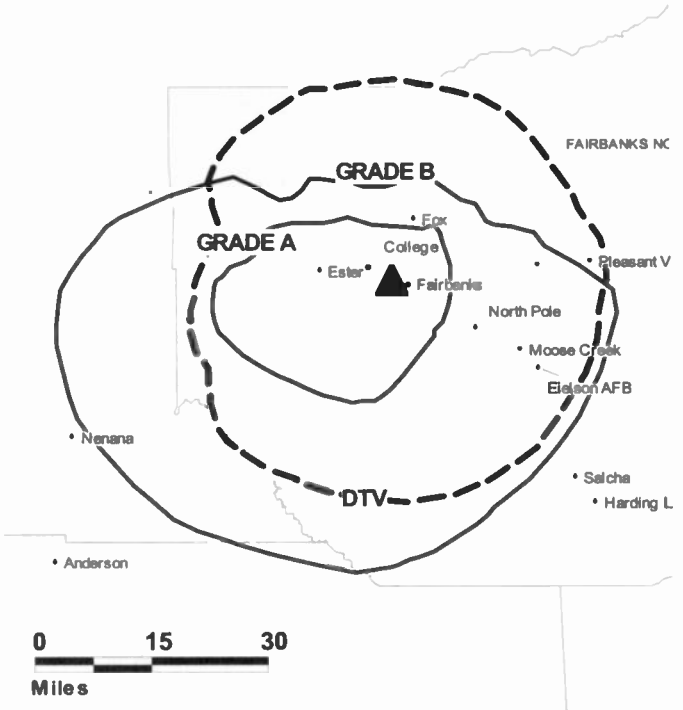 FAIRBANKS NO
GRADE B
Fox
GRADE A
College
Pleasant V
Ester
Fairbanks
North Pole
Moose Creek
Eielson AFB
Nenana
Salcha
DTV
Harding L
Anderson
0 15 30
Miles